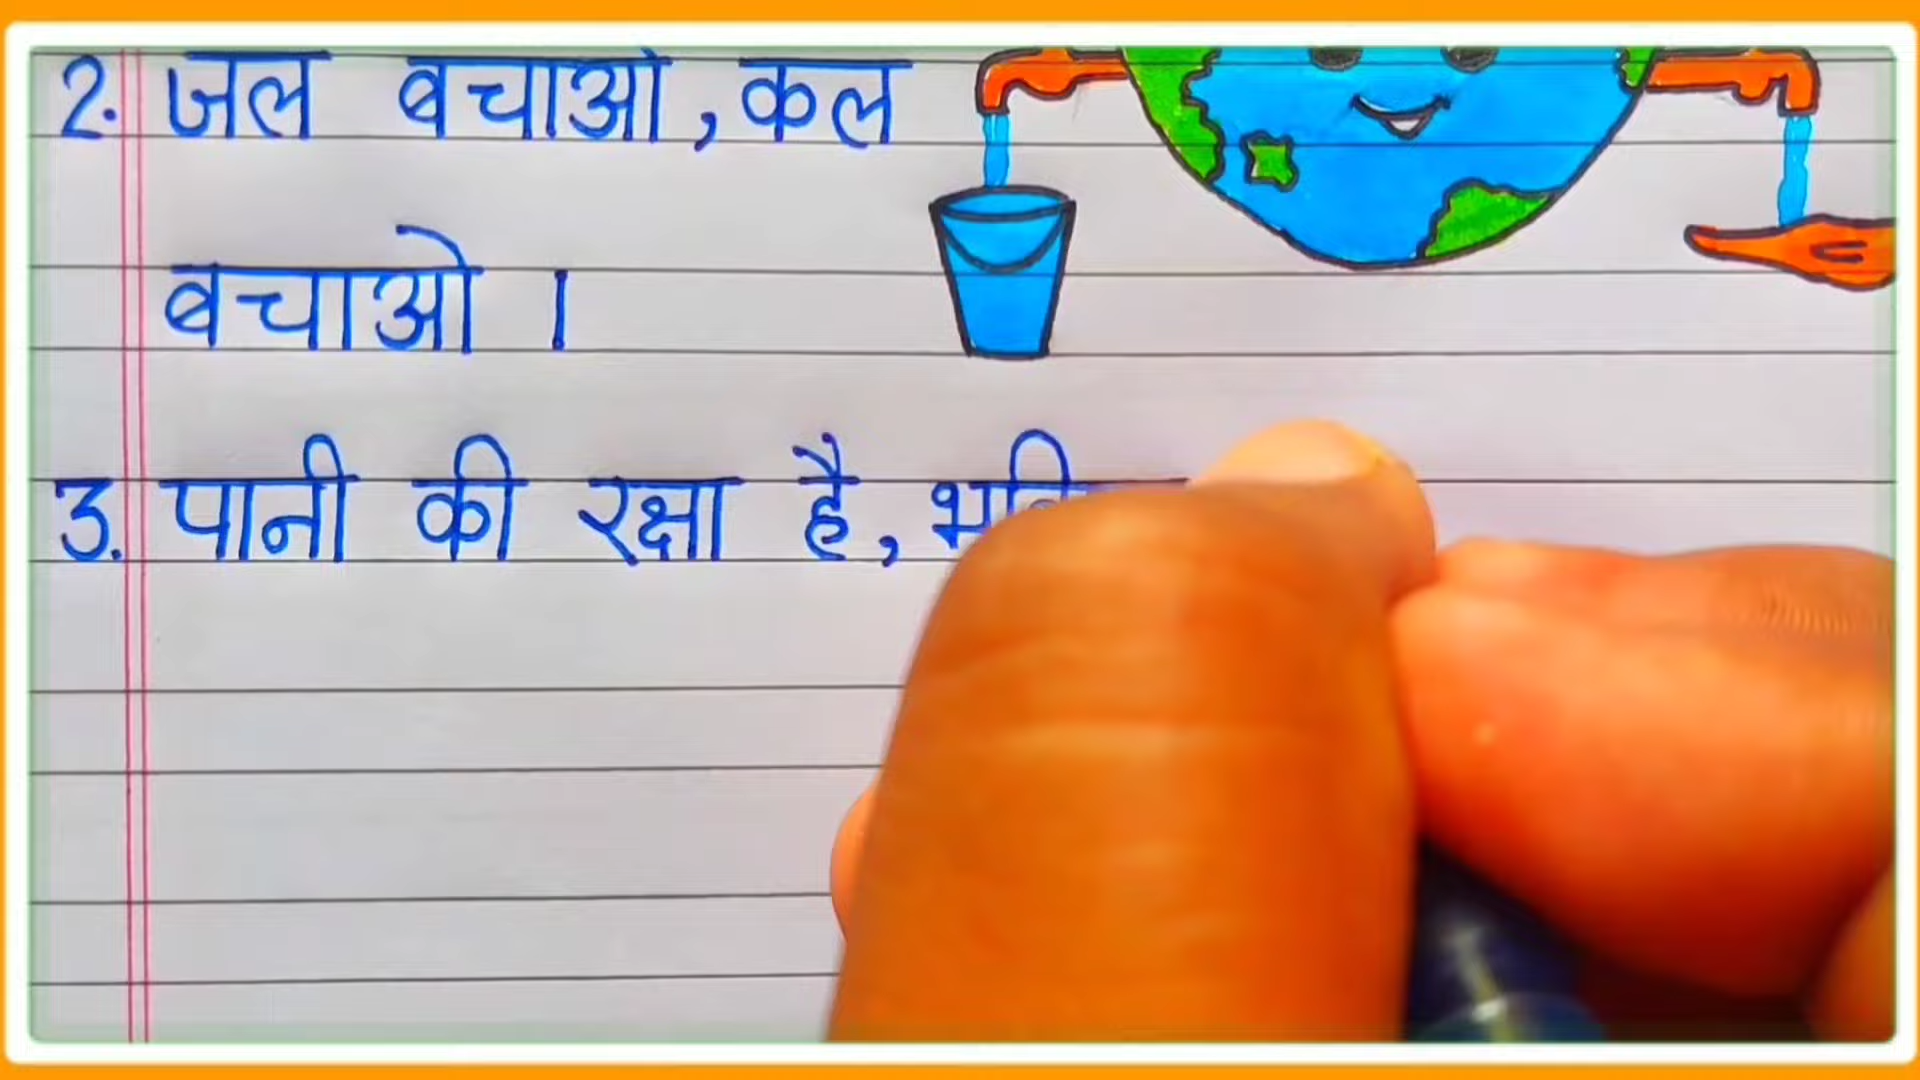 2. जल बचाओ, कल
बचाओ ।
3. पानी की रक्षा है,